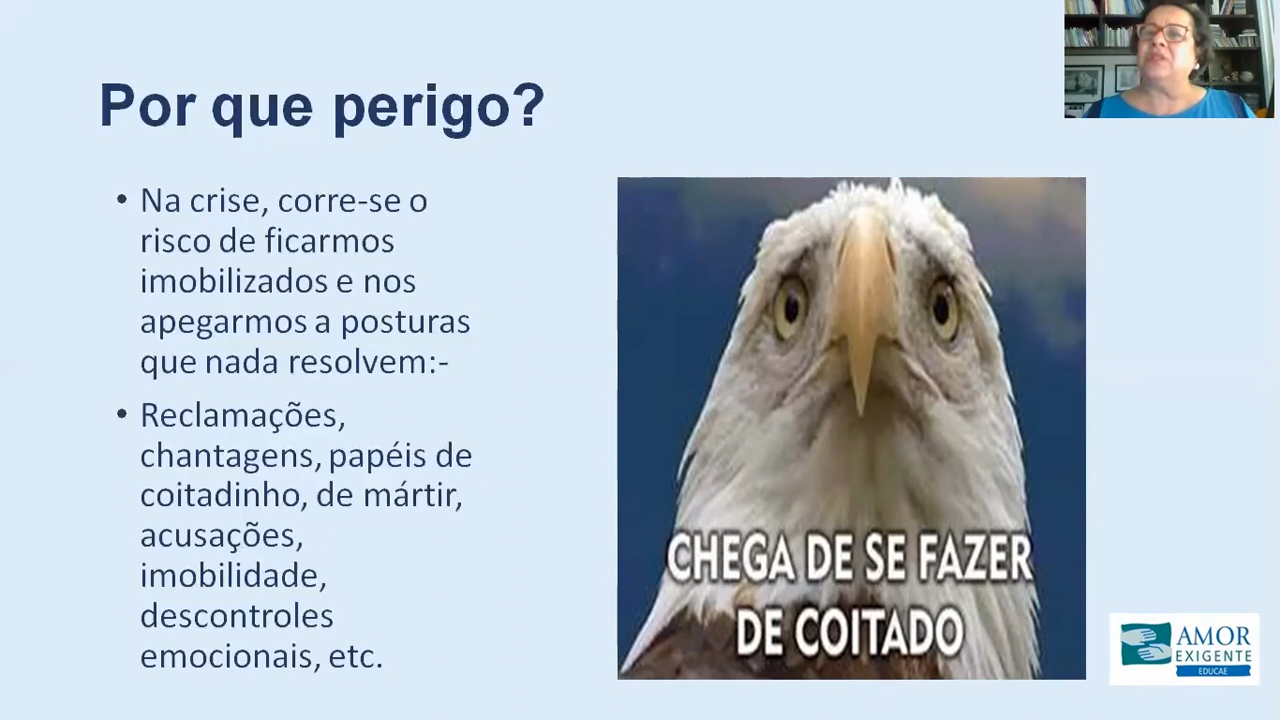 Por que perigo?
• Na crise, corre-se o
risco de ficarmos
imobilizados e nos
apegarmos a posturas
que nada resolvem:-
• Reclamações,
chantagens, papéis de
coitadinho, de mártir,
acusações,
imobilidade,
descontroles
emocionais, etc.
CHEGA DE SE FAZER
DE COITADO
AMOR
EXIGENTE
EDUCAE